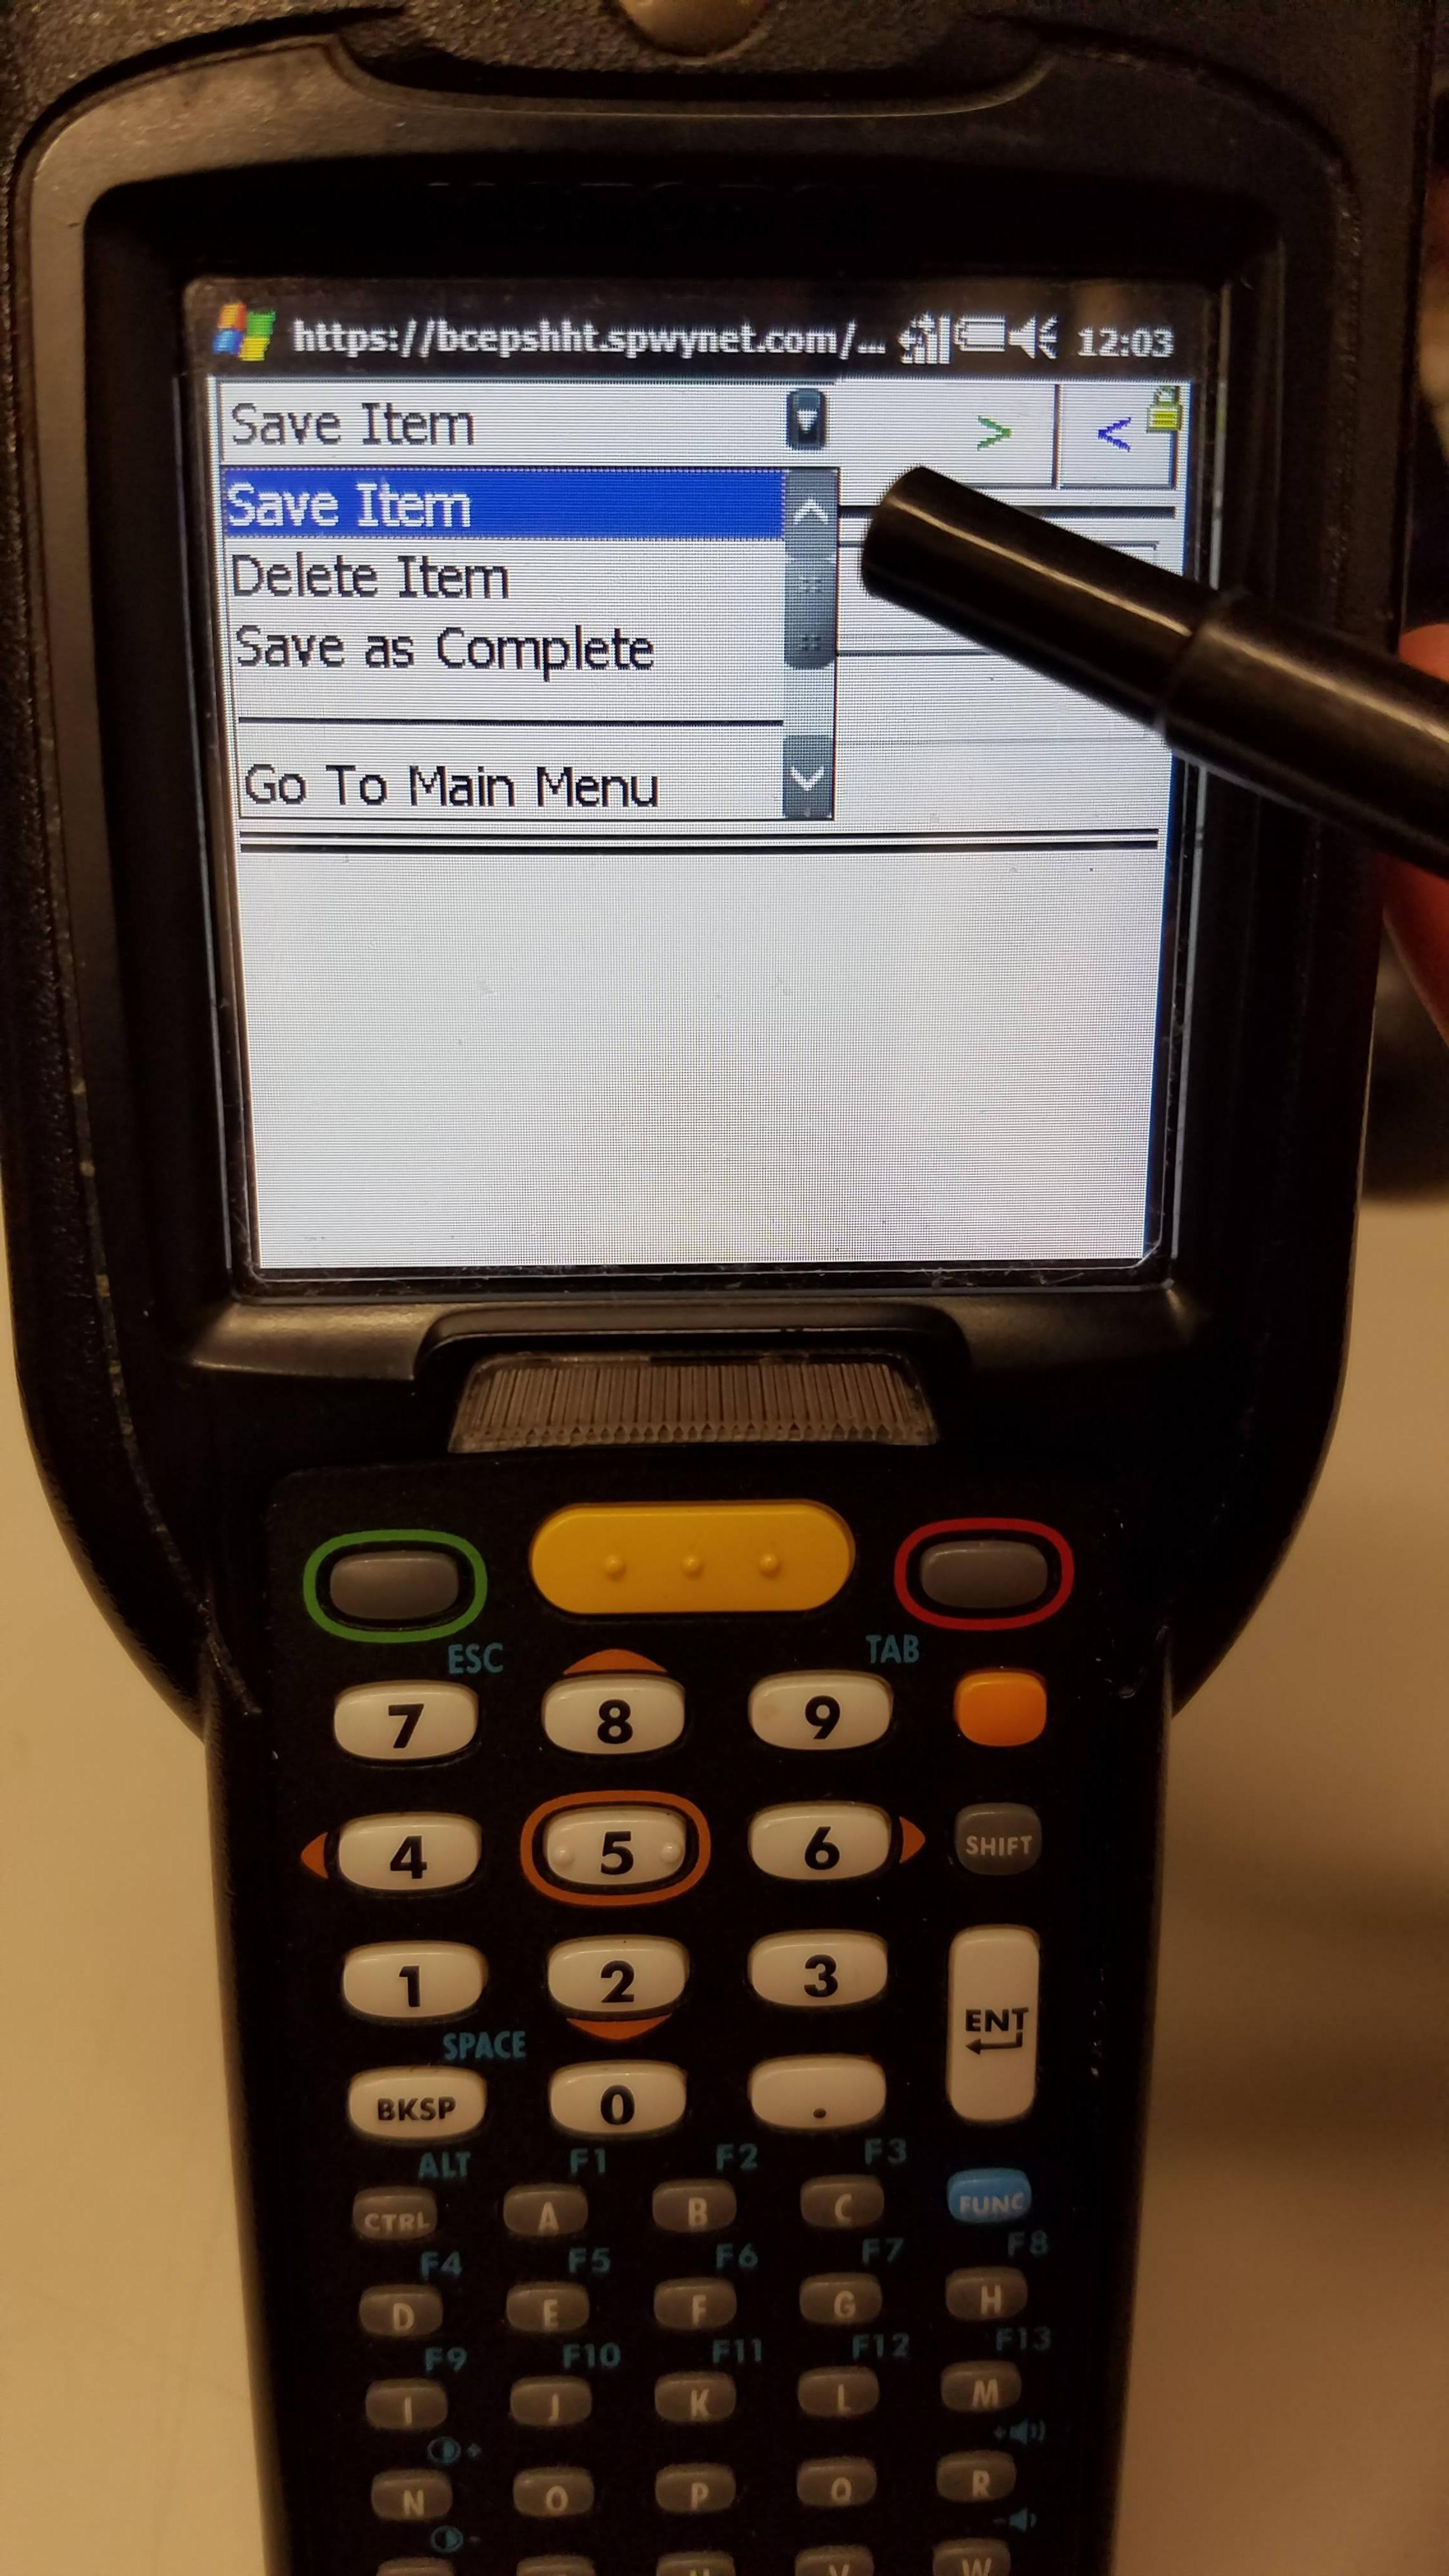 https://bcepshht.spwynet.com/... 12:03
Save Item > <
Save Item
Delete Item
Save as Complete
Go To Main Menu
ESC TAB
7 8 9
4 5 6 SHIFT
1 2 3
ENT
SPACE
BKSP 0 .
ALT F1 F2 F3
CTRL A B C FUNC
F4 F5 F6 F7 F8
D E F G H
F9 F10 F11 F12 F13
I J K L M
+
+
N O P Q R
-
-
V W